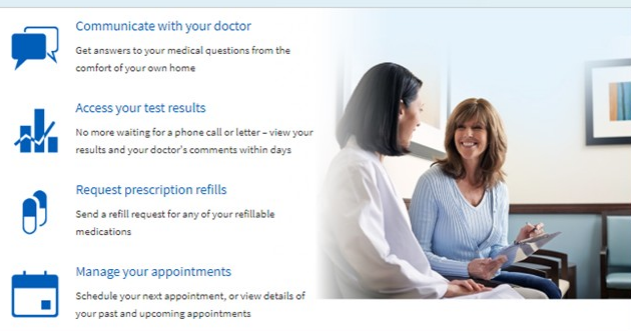 Communicate with your doctor
Get answers to your medical questions from the
comfort of your own home
Access your test results
No more waiting for a phone call or letter – view your
results and your doctor's comments within days
Request prescription refills
Send a refill request for any of your refillable
medications
Manage your appointments
Schedule your next appointment, or view details of
your past and upcoming appointments